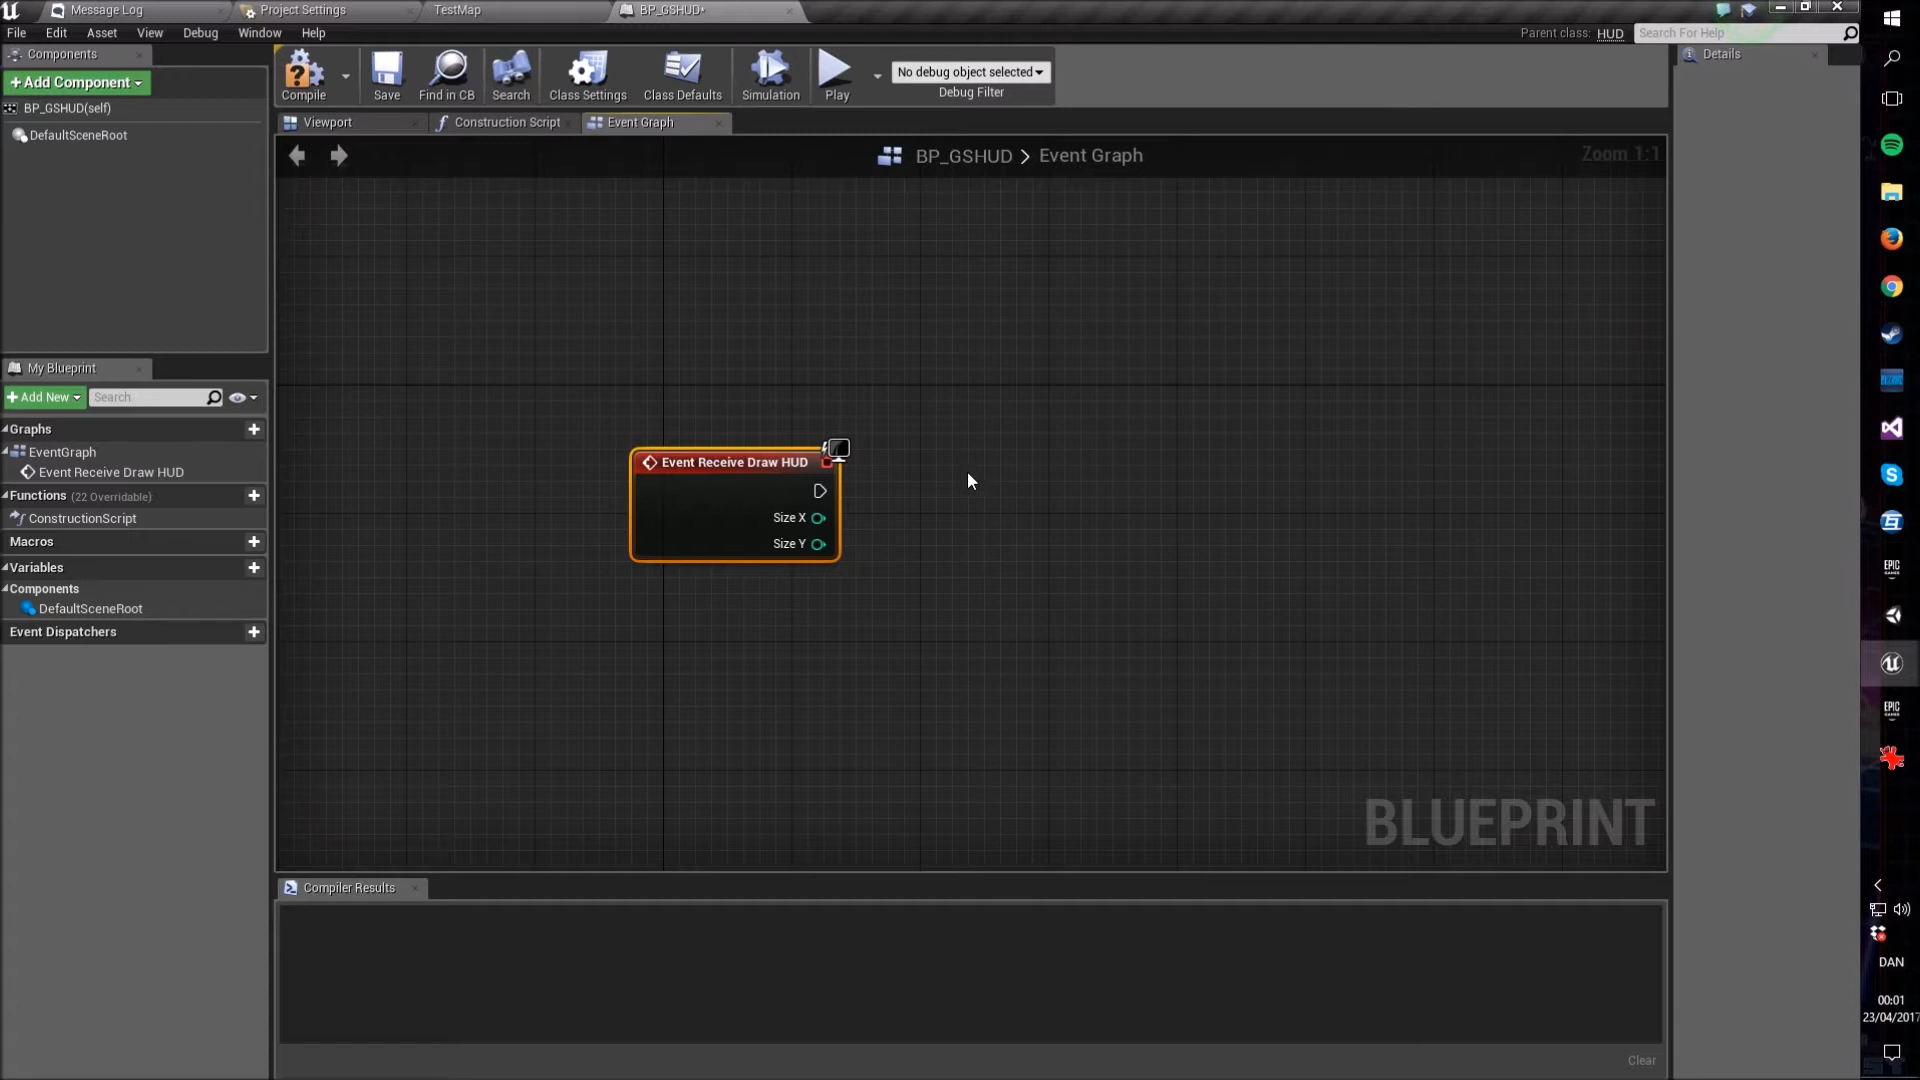 Message Log
Project Settings
TestMap
BP_GSHUD*
File Edit Asset View Debug Window Help
Parent class: HUD
Search For Help
Components
Details
+ Add Component
Compile
Save
Find in CB
Search
Class Settings
Class Defaults
Simulation
Play
No debug object selected
Debug Filter
BP_GSHUD(self)
DefaultSceneRoot
Viewport
Construction Script
Event Graph
BP_GSHUD > Event Graph
Zoom 1:1
My Blueprint
+ Add New
Search
Graphs
EventGraph
Event Receive Draw HUD
Functions (22 Overridable)
ConstructionScript
Macros
Variables
Components
DefaultSceneRoot
Event Dispatchers
Event Receive Draw HUD
Size X
Size Y
BLUEPRINT
Compiler Results
Clear
EPIC
GAMES
EPIC
GAMES
DAN
00:01
23/04/2017